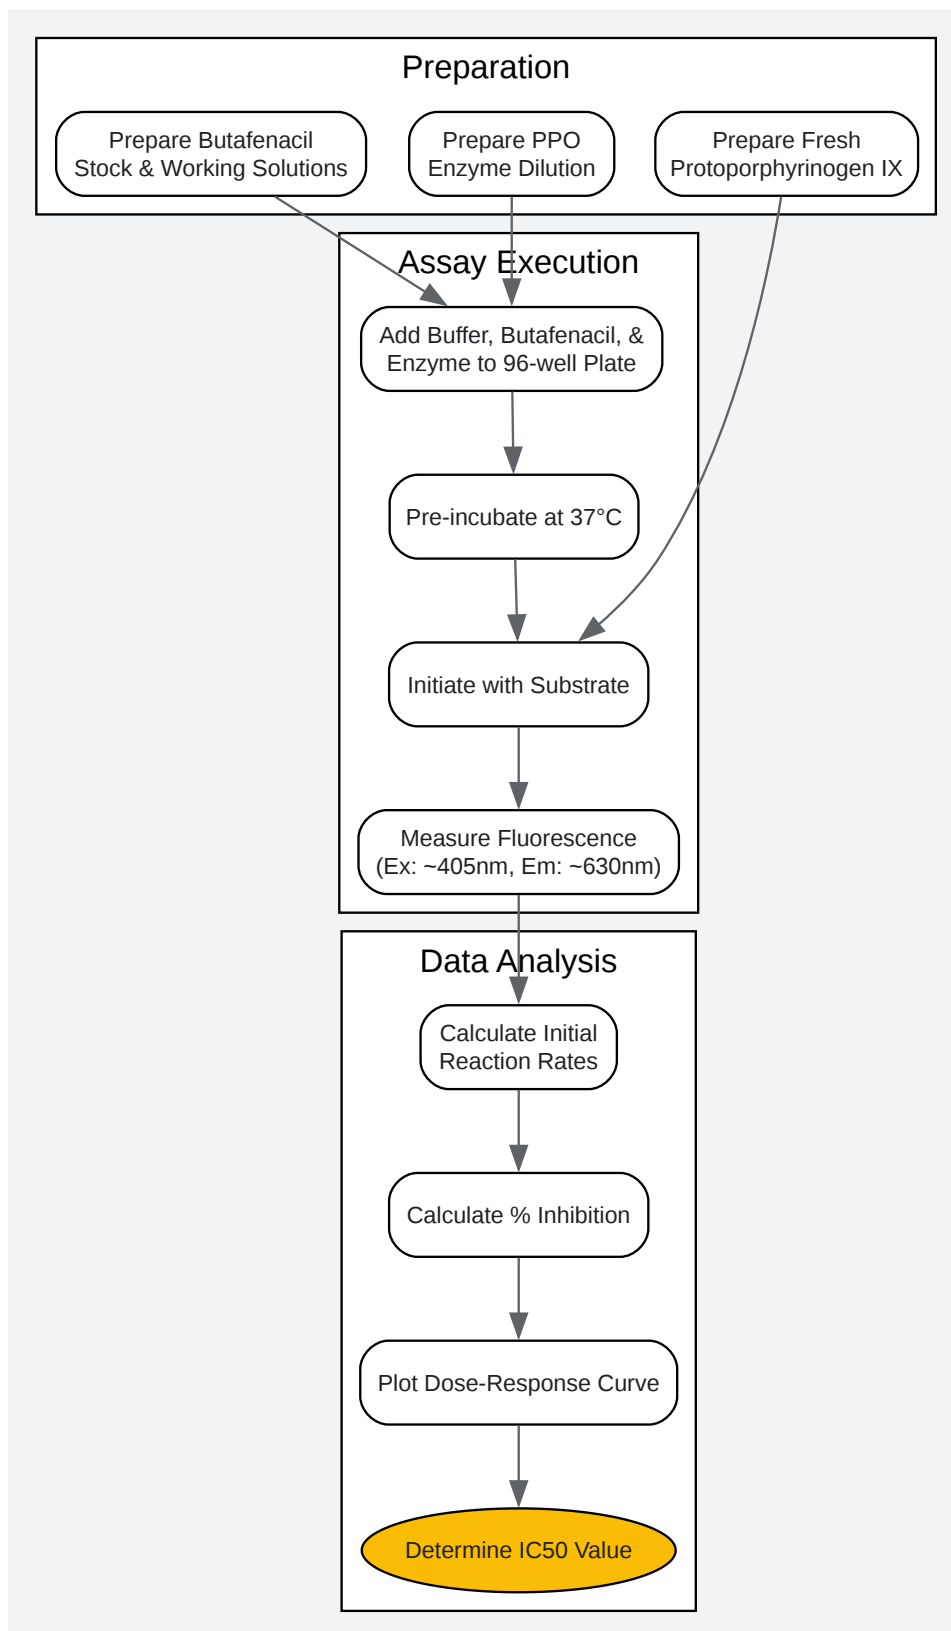 Preparation
Prepare Butafenacil
Stock & Working Solutions
Prepare PPO
Enzyme Dilution
Prepare Fresh
Protoporphyrinogen IX
Assay Execution
Add Buffer, Butafenacil, &
Enzyme to 96-well Plate
Pre-incubate at 37°C
Initiate with Substrate
Measure Fluorescence
(Ex: ~405nm, Em: ~630nm)
Data Analysis
Calculate Initial
Reaction Rates
Calculate % Inhibition
Plot Dose-Response Curve
Determine IC50 Value